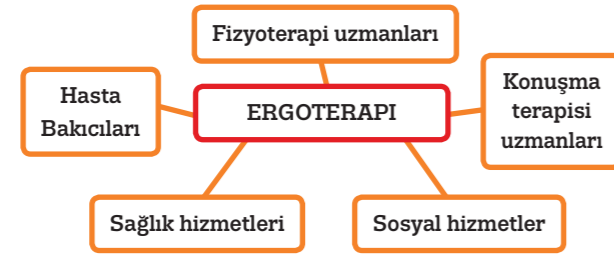 Fizyoterapi uzmanları
Hasta
Bakıcıları
ERGOTERAPI
Konuşma
terapisi
uzmanları
Sağlık hizmetleri
Sosyal hizmetler